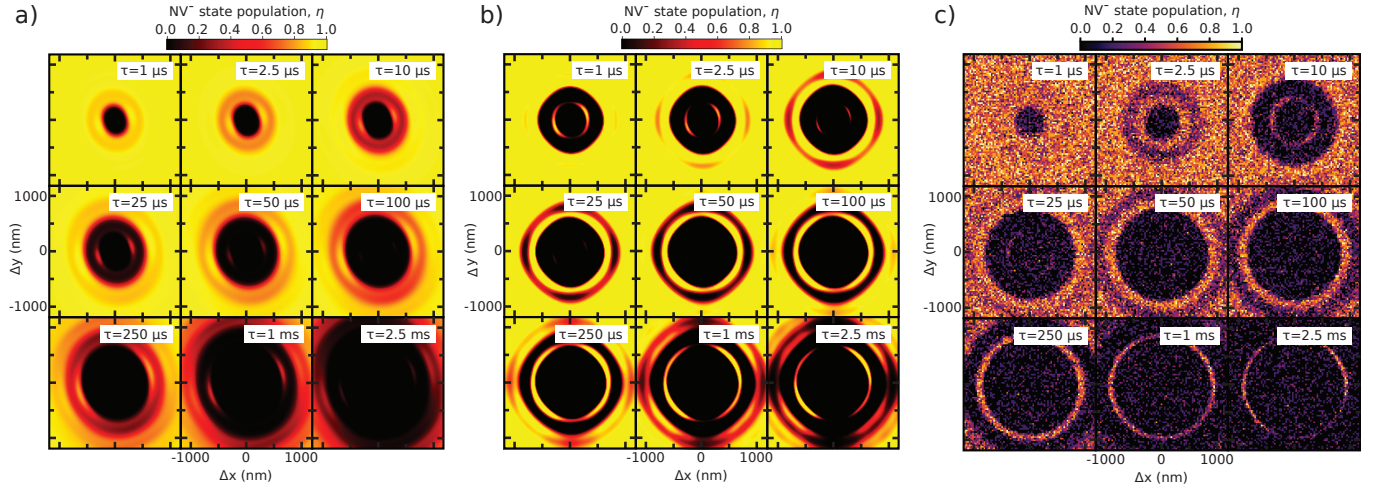 a)
NV⁻ state population, η
0.0 0.2 0.4 0.6 0.8 1.0
τ=1 µs
τ=2.5 µs
τ=10 µs
τ=25 µs
τ=50 µs
τ=100 µs
τ=250 µs
τ=1 ms
τ=2.5 ms
1000
0
-1000
Δy (nm)
-1000 0 1000
Δx (nm)
b)
NV⁻ state population, η
0.0 0.2 0.4 0.6 0.8 1.0
τ=1 µs
τ=2.5 µs
τ=10 µs
τ=25 µs
τ=50 µs
τ=100 µs
τ=250 µs
τ=1 ms
τ=2.5 ms
1000
0
-1000
Δy (nm)
-1000 0 1000
Δx (nm)
c)
NV⁻ state population, η
0.0 0.2 0.4 0.6 0.8 1.0
τ=1 µs
τ=2.5 µs
τ=10 µs
τ=25 µs
τ=50 µs
τ=100 µs
τ=250 µs
τ=1 ms
τ=2.5 ms
1000
0
-1000
Δy (nm)
-1000 0 1000
Δx (nm)